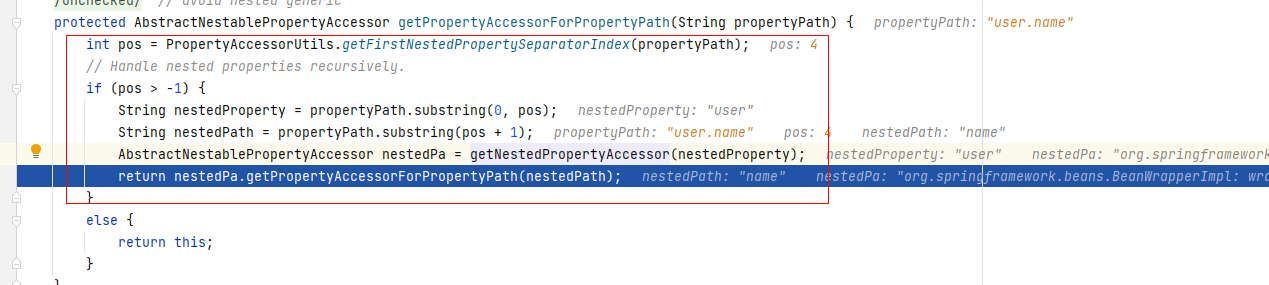 /unchecked/ // avoid nested generic
protected AbstractNestablePropertyAccessor getPropertyAccessorForPropertyPath(String propertyPath) { propertyPath: "user.name"
int pos = PropertyAccessorUtils.getFirstNestedPropertySeparatorIndex(propertyPath); pos: 4
// Handle nested properties recursively.
if (pos > -1) {
String nestedProperty = propertyPath.substring(0, pos); nestedProperty: "user"
String nestedPath = propertyPath.substring(pos + 1); propertyPath: "user.name" pos: 4 nestedPath: "name"
AbstractNestablePropertyAccessor nestedPa = getNestedPropertyAccessor(nestedProperty); nestedProperty: "user" nestedPa: "org.springframework
return nestedPa.getPropertyAccessorForPropertyPath(nestedPath); nestedPath: "name" nestedPa: "org.springframework.beans.BeanWrapperImpl: wra
}
else {
return this;
}
}